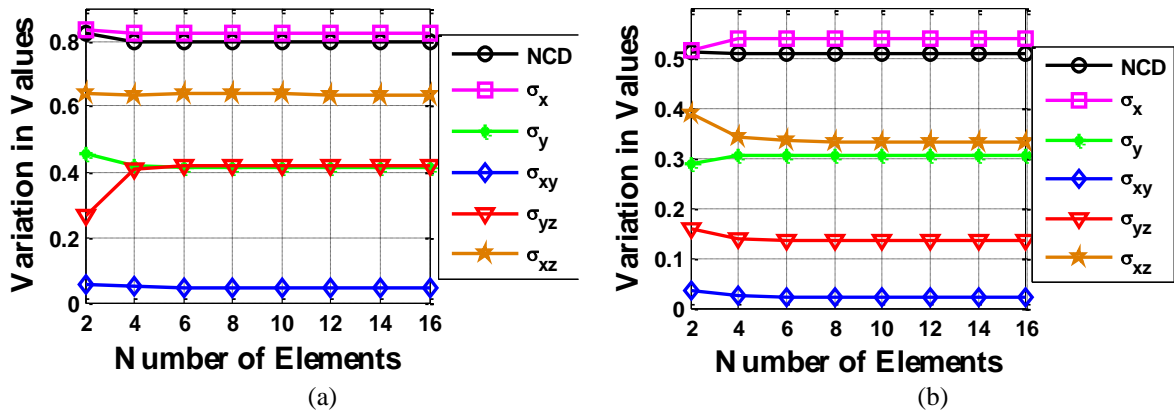 Variation in Values
0.8
0.6
0.4
0.2
0
2 4 6 8 10 12 14 16
Number of Elements
NCD
σx
σy
σxy
σyz
σxz
(a)
Variation in Values
0.5
0.4
0.3
0.2
0.1
0
2 4 6 8 10 12 14 16
Number of Elements
NCD
σx
σy
σxy
σyz
σxz
(b)